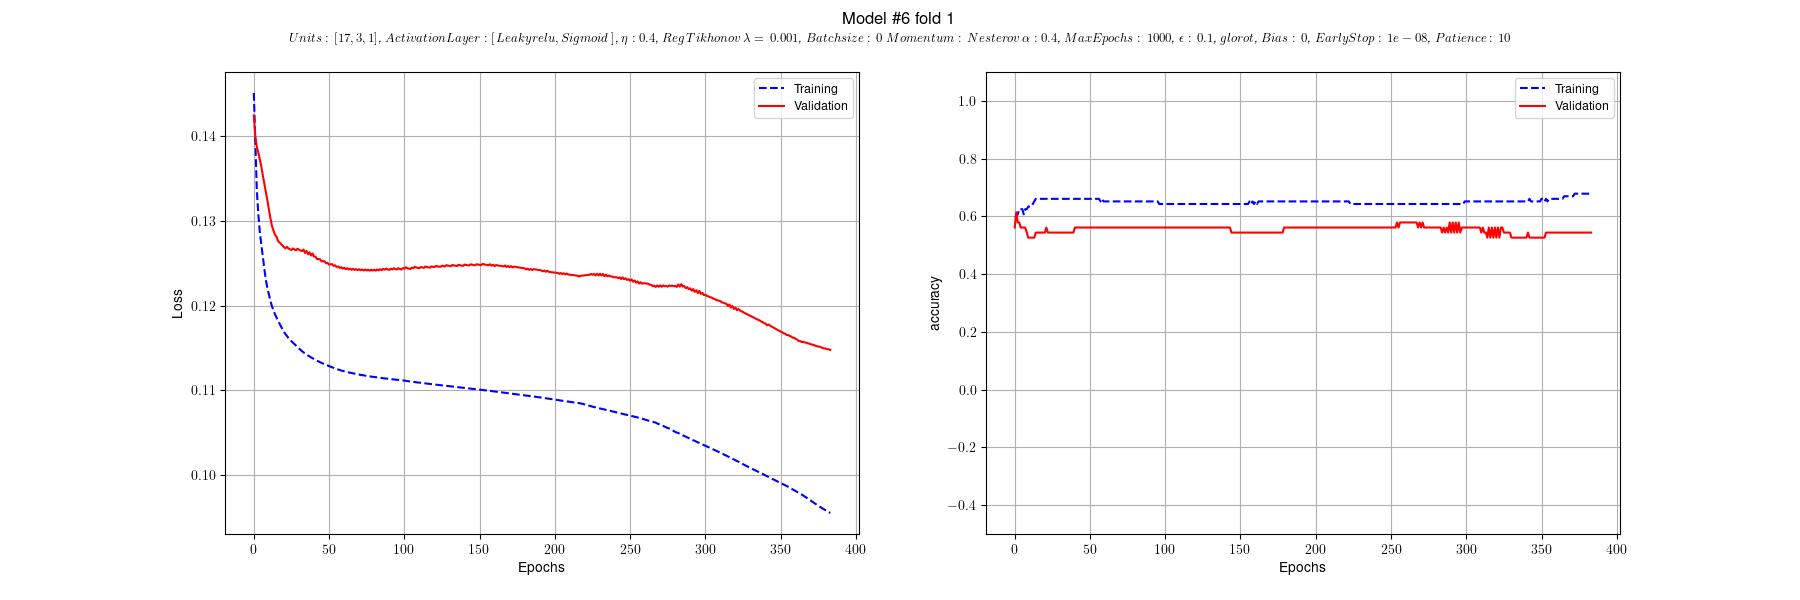 Model #6 fold 1
Units : [17, 3, 1], ActivationLayer : [Leakyrelu, Sigmoid], η : 0.4, RegTikhonov λ = 0.001, Batchsize : 0 Momentum : Nesterov α : 0.4, MaxEpochs : 1000, ϵ : 0.1, glorot, Bias : 0, EarlyStop : 1e − 08, Patience : 10
Training
Validation
0.14
0.13
0.12
0.11
0.10
Loss
0 50 100 150 200 250 300 350 400
Epochs
Training
Validation
1.0
0.8
0.6
0.4
0.2
0.0
−0.2
−0.4
accuracy
0 50 100 150 200 250 300 350 400
Epochs